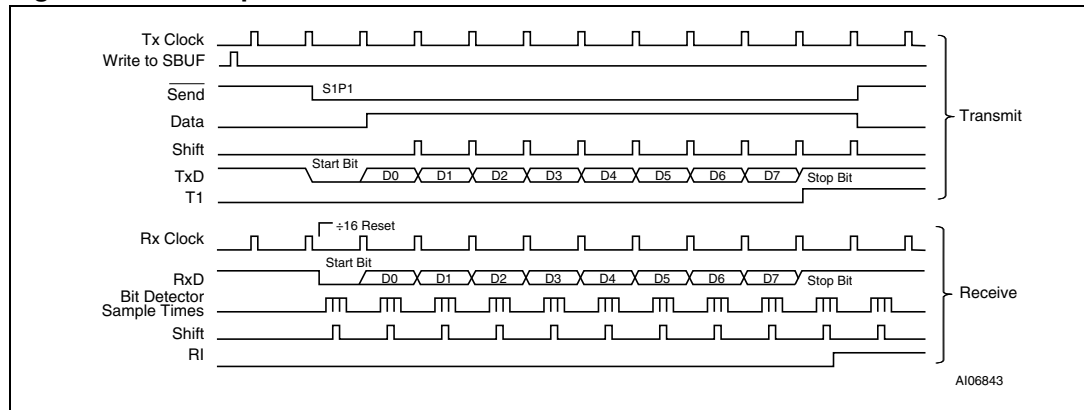 Tx Clock
Write to SBUF
Send
S1P1
Data
Transmit
Shift
Start Bit
TxD
D0 D1 D2 D3 D4 D5 D6 D7 Stop Bit
T1
÷16 Reset
Rx Clock
Start Bit
RxD
D0 D1 D2 D3 D4 D5 D6 D7 Stop Bit
Bit Detector
Sample Times
Receive
Shift
RI
AI06843